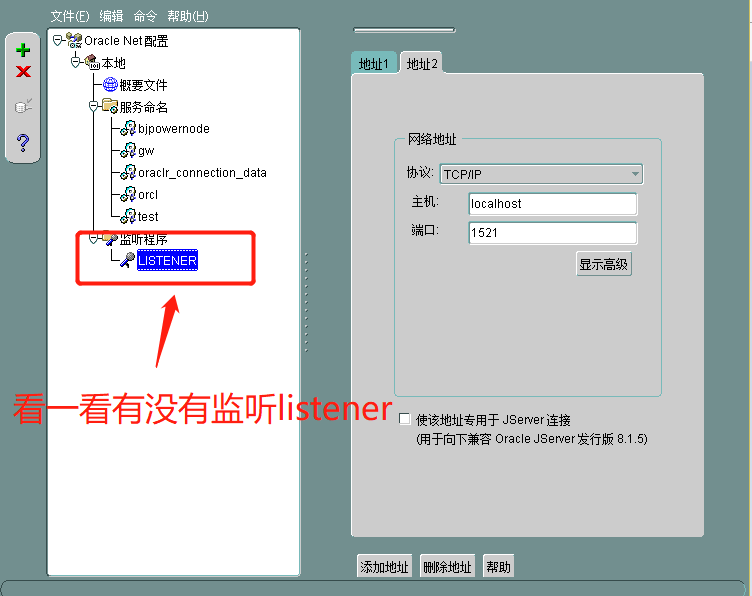 文件(F) 编辑 命令 帮助(H)
Oracle Net 配置
本地
概要文件
服务命名
bjpowernode
gw
oraclr_connection_data
orcl
test
监听程序
LISTENER
看一看有没有监听listener
地址1 地址2
网络地址
协议: TCP/IP
主机: localhost
端口: 1521
显示高级
使该地址专用于 JServer 连接
(用于向下兼容 Oracle JServer 发行版 8.1.5)
添加地址 删除地址 帮助